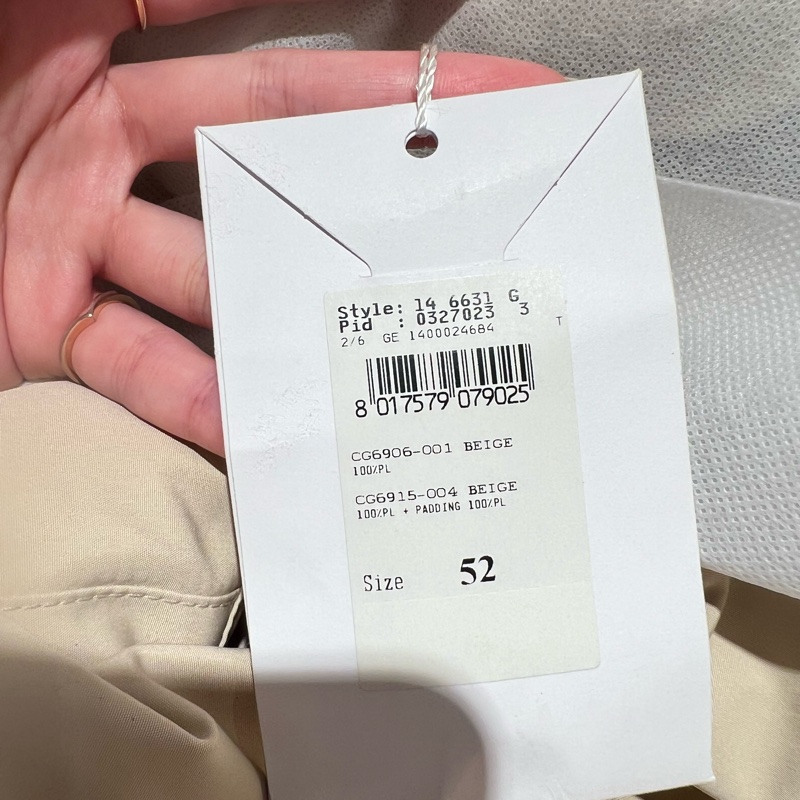 Style: 14 6631 G
Pid : 0327023 3
2/6 GE 1400024684 T
8 017579 079025
CG6906-001 BEIGE
100%PL
CG6915-004 BEIGE
100%PL + PADDING 100%PL
Size 52